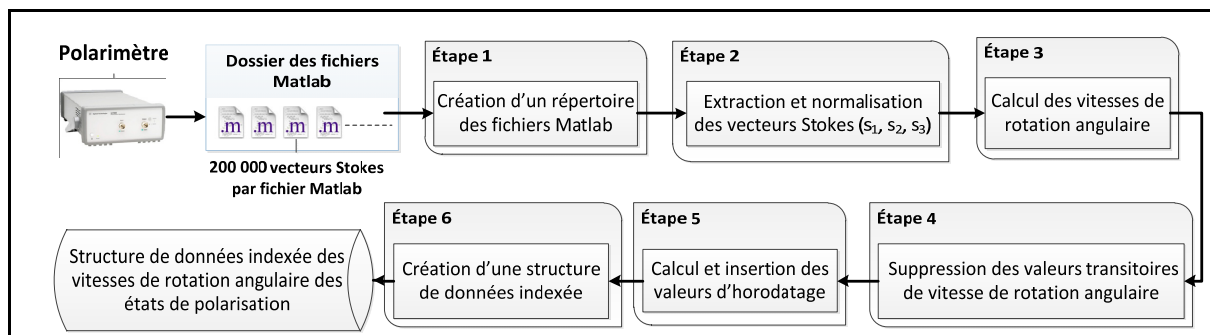 Polarimètre
Dossier des fichiers
Matlab
.m .m .m .m
200 000 vecteurs Stokes
par fichier Matlab
Étape 1
Création d'un répertoire
des fichiers Matlab
Étape 2
Extraction et normalisation
des vecteurs Stokes (s₁, s₂, s₃)
Étape 3
Calcul des vitesses de
rotation angulaire
Étape 4
Suppression des valeurs transitoires
de vitesse de rotation angulaire
Étape 5
Calcul et insertion des
valeurs d'horodatage
Étape 6
Création d'une structure
de données indexée
Structure de données indexée des
vitesses de rotation angulaire des
états de polarisation